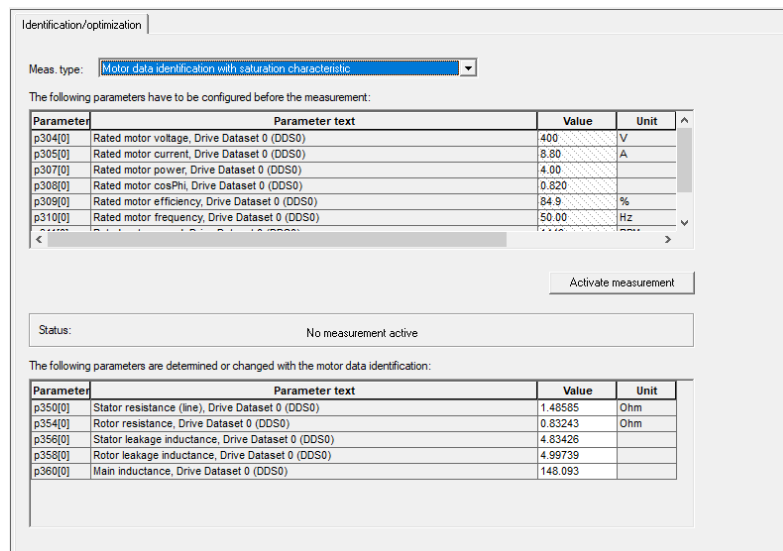 Identification/optimization
Meas. type: Motor data identification with saturation characteristic
The following parameters have to be configured before the measurement:
Parameter Parameter text Value Unit
p304[0] Rated motor voltage, Drive Dataset 0 (DDS0) 400 V
p305[0] Rated motor current, Drive Dataset 0 (DDS0) 8.80 A
p307[0] Rated motor power, Drive Dataset 0 (DDS0) 4.00
p308[0] Rated motor cosPhi, Drive Dataset 0 (DDS0) 0.820
p309[0] Rated motor efficiency, Drive Dataset 0 (DDS0) 84.9 %
p310[0] Rated motor frequency, Drive Dataset 0 (DDS0) 50.00 Hz
Activate measurement
Status: No measurement active
The following parameters are determined or changed with the motor data identification:
Parameter Parameter text Value Unit
p350[0] Stator resistance (line), Drive Dataset 0 (DDS0) 1.48585 Ohm
p354[0] Rotor resistance, Drive Dataset 0 (DDS0) 0.83243 Ohm
p356[0] Stator leakage inductance, Drive Dataset 0 (DDS0) 4.83426
p358[0] Rotor leakage inductance, Drive Dataset 0 (DDS0) 4.99739
p360[0] Main inductance, Drive Dataset 0 (DDS0) 148.093